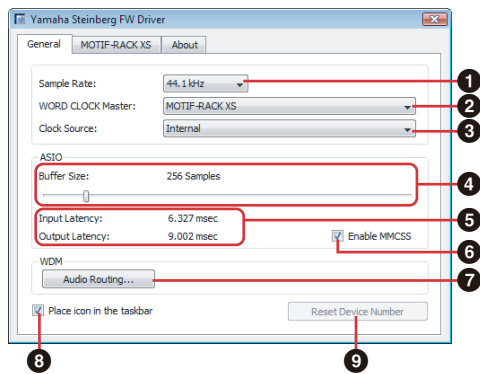 Yamaha Steinberg FW Driver
General MOTIF-RACK XS About
Sample Rate: 44.1 kHz 1
WORD CLOCK Master: MOTIF-RACK XS 2
Clock Source: Internal 3
ASIO
Buffer Size: 256 Samples 4
Input Latency: 6.327 msec 5
Output Latency: 9.002 msec Enable MMCSS
6
WDM
Audio Routing... 7
Place icon in the taskbar Reset Device Number
8 9